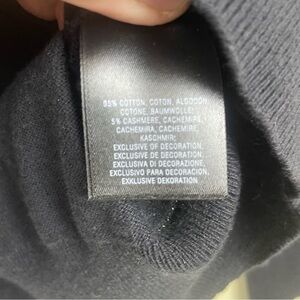 95% COTTON, COTON, ALGODON,
COTONE, BAUMWOLLE;
5% CASHMERE, CACHEMIRE,
CACHEMIRA, CACHEMIRE,
KASCHMIR;
EXCLUSIVE OF DECORATION,
EXCLUSIVE DE DECORATION,
EXCLUSIVA DI DECORAZIONE,
EXCLUSIVO PARA DECORACION,
EXKLUSIVE DEKORATION.